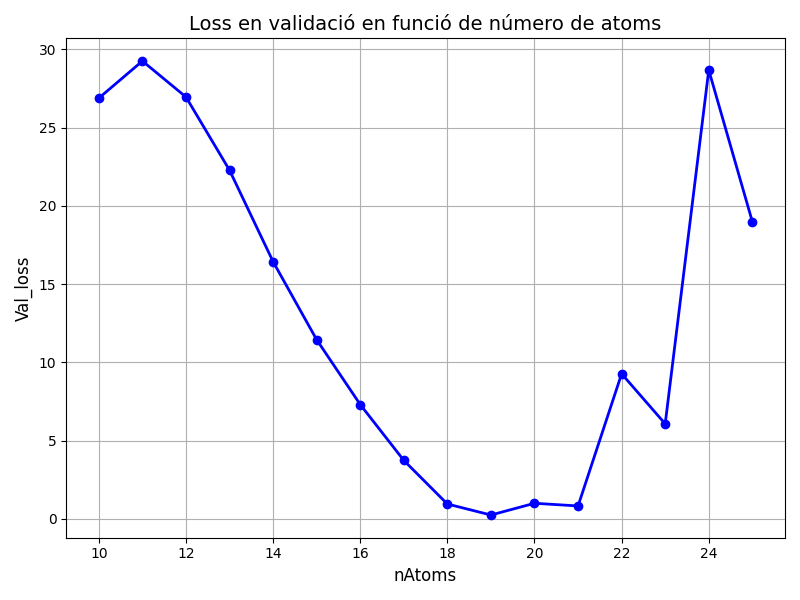 Loss en validació en funció de número de atoms
Val_loss
30
25
20
15
10
5
0
10 12 14 16 18 20 22 24
nAtoms